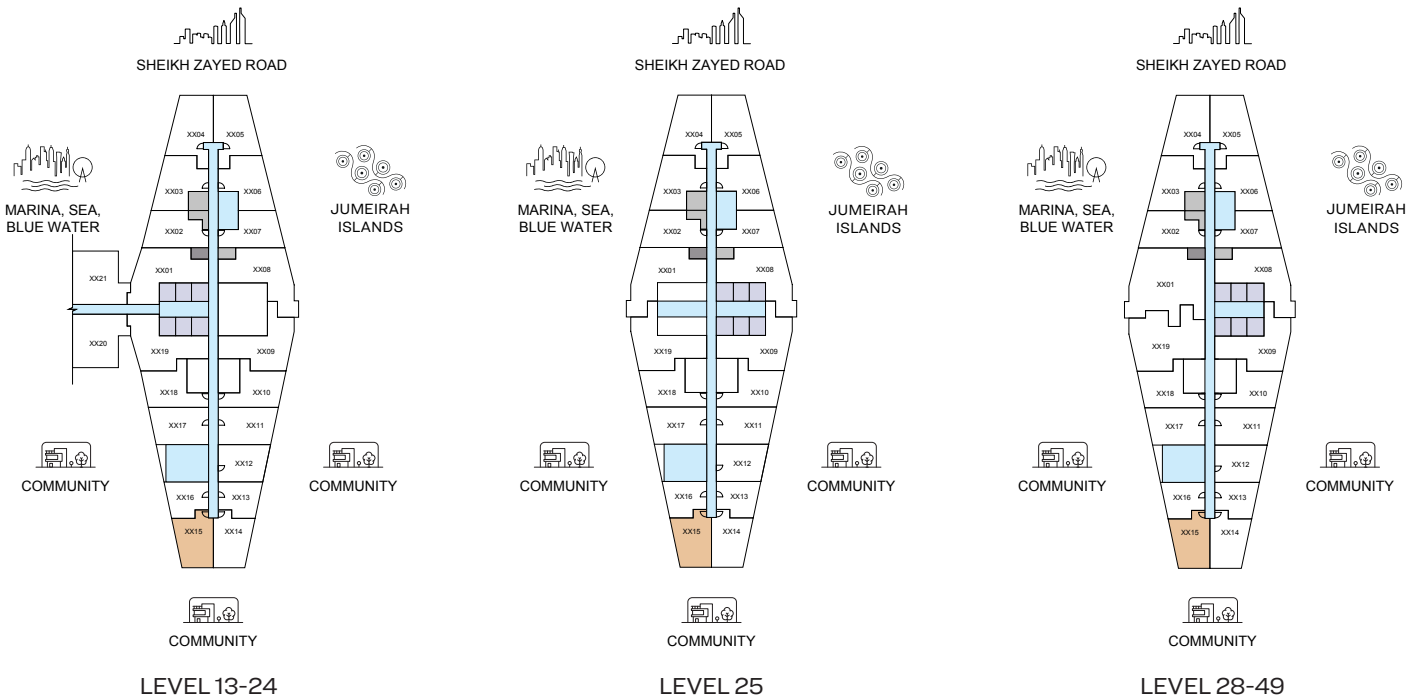 SHEIKH ZAYED ROAD
MARINA, SEA,
BLUE WATER
JUMEIRAH
ISLANDS
XX04
XX05
XX03
XX06
XX02
XX07
XX21
XX01
XX08
XX20
XX19
XX09
XX18
XX10
XX17
XX11
XX12
XX16
XX13
XX15
XX14
COMMUNITY
COMMUNITY
COMMUNITY
LEVEL 13-24
SHEIKH ZAYED ROAD
MARINA, SEA,
BLUE WATER
JUMEIRAH
ISLANDS
XX04
XX05
XX03
XX06
XX02
XX07
XX01
XX08
XX19
XX09
XX18
XX10
XX17
XX11
XX12
XX16
XX13
XX15
XX14
COMMUNITY
COMMUNITY
COMMUNITY
LEVEL 25
SHEIKH ZAYED ROAD
MARINA, SEA,
BLUE WATER
JUMEIRAH
ISLANDS
XX04
XX05
XX03
XX06
XX02
XX07
XX01
XX08
XX19
XX09
XX18
XX10
XX17
XX11
XX12
XX16
XX13
XX15
XX14
COMMUNITY
COMMUNITY
COMMUNITY
LEVEL 28-49